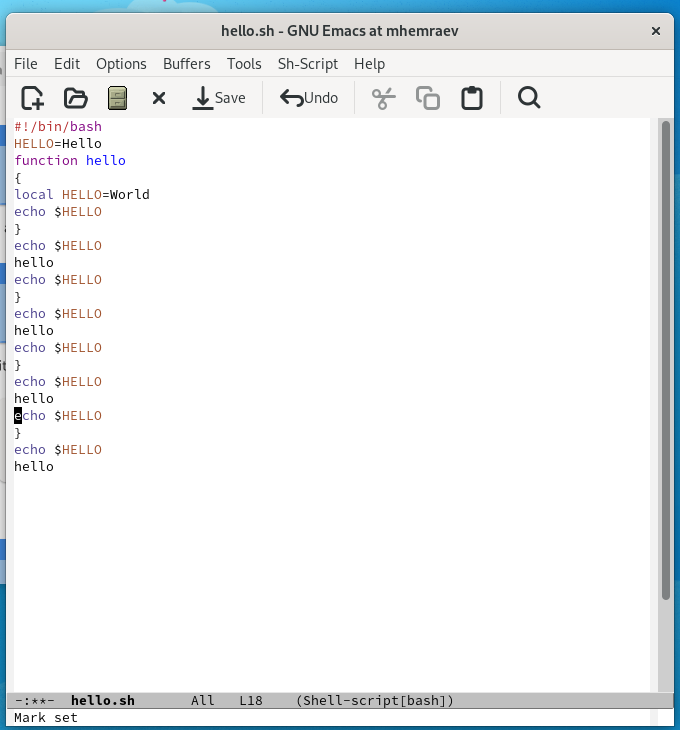 hello.sh - GNU Emacs at mhemraev
File Edit Options Buffers Tools Sh-Script Help
Save Undo
#!/bin/bash
HELLO=Hello
function hello
{
local HELLO=World
echo $HELLO
}
echo $HELLO
hello
echo $HELLO
}
echo $HELLO
hello
echo $HELLO
}
echo $HELLO
hello
echo $HELLO
}
echo $HELLO
hello
-:**- hello.sh All L18 (Shell-script[bash])
Mark set